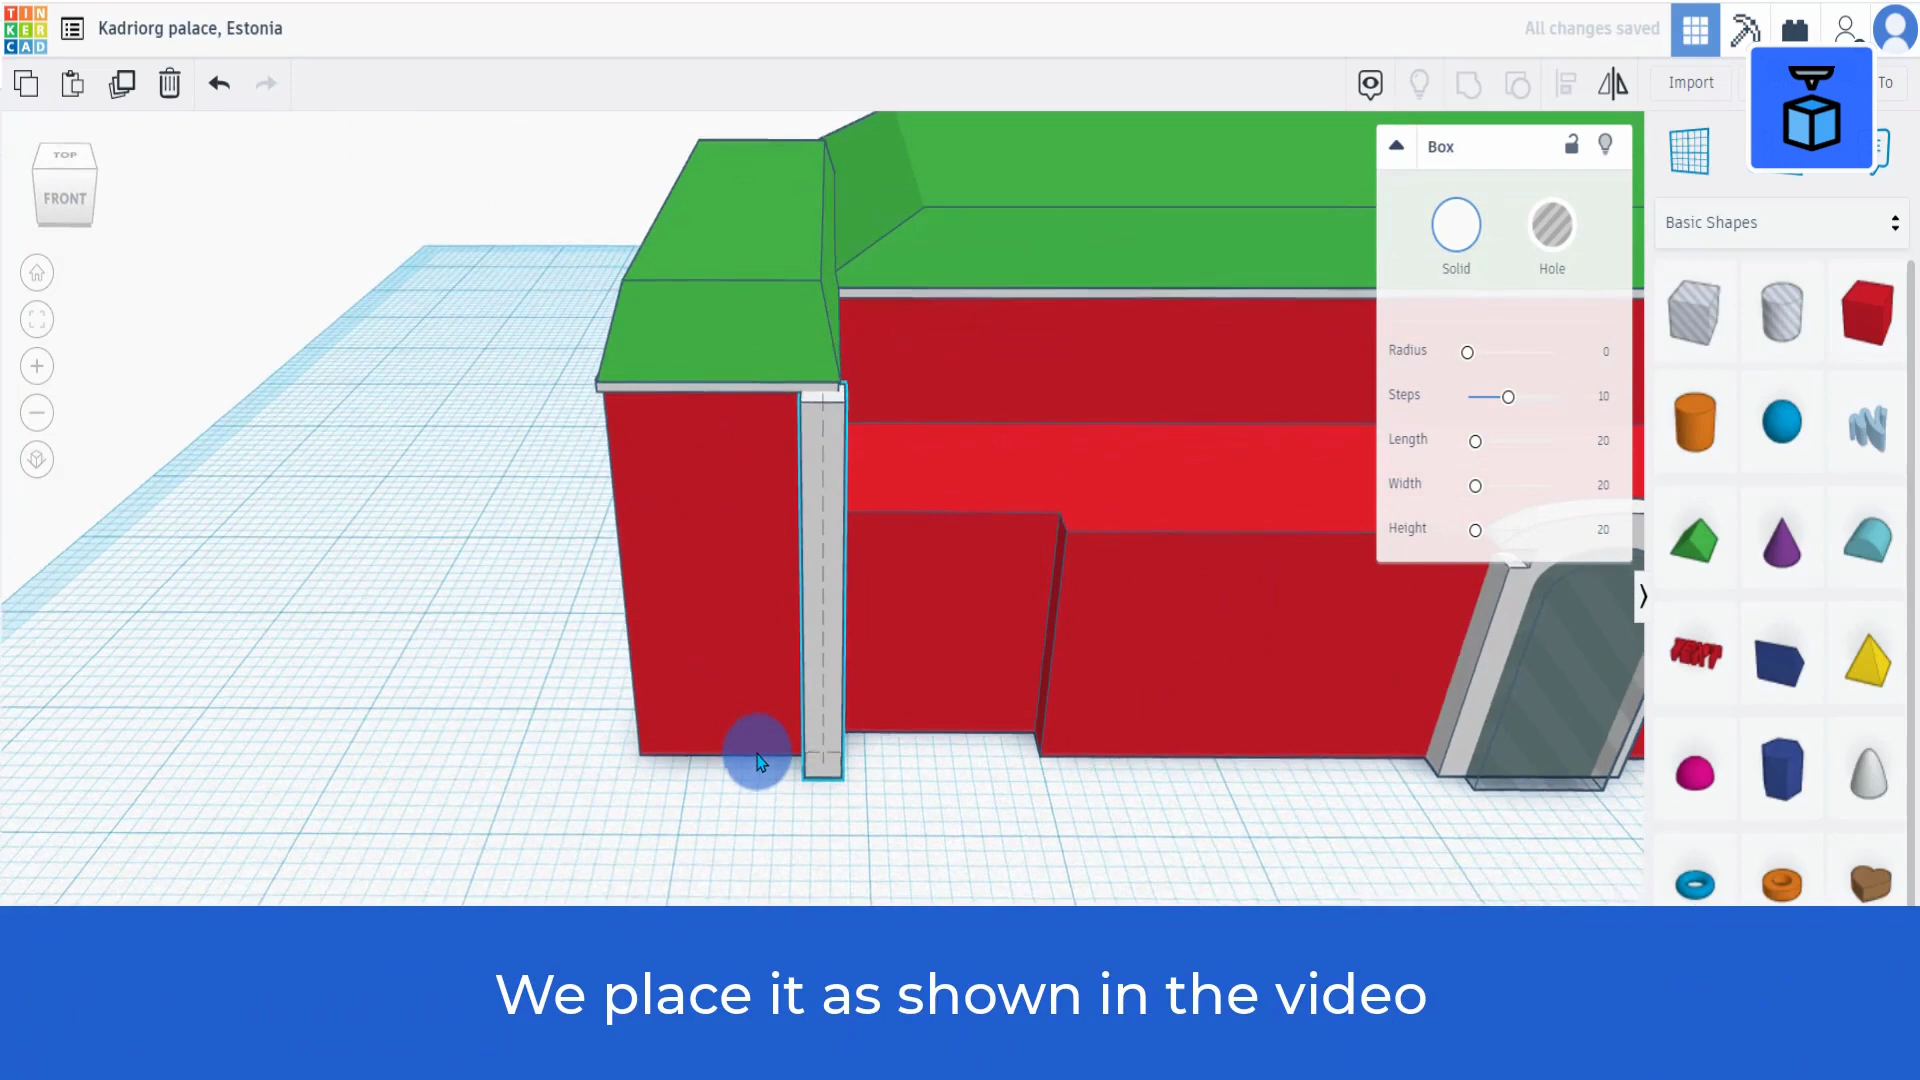 TIN
KER
CAD
Kadriorg palace, Estonia
All changes saved
Import
To
TOP
FRONT
Box
Solid
Hole
Radius 0
Steps 10
Length 20
Width 20
Height 20
Basic Shapes
TEXT
We place it as shown in the video